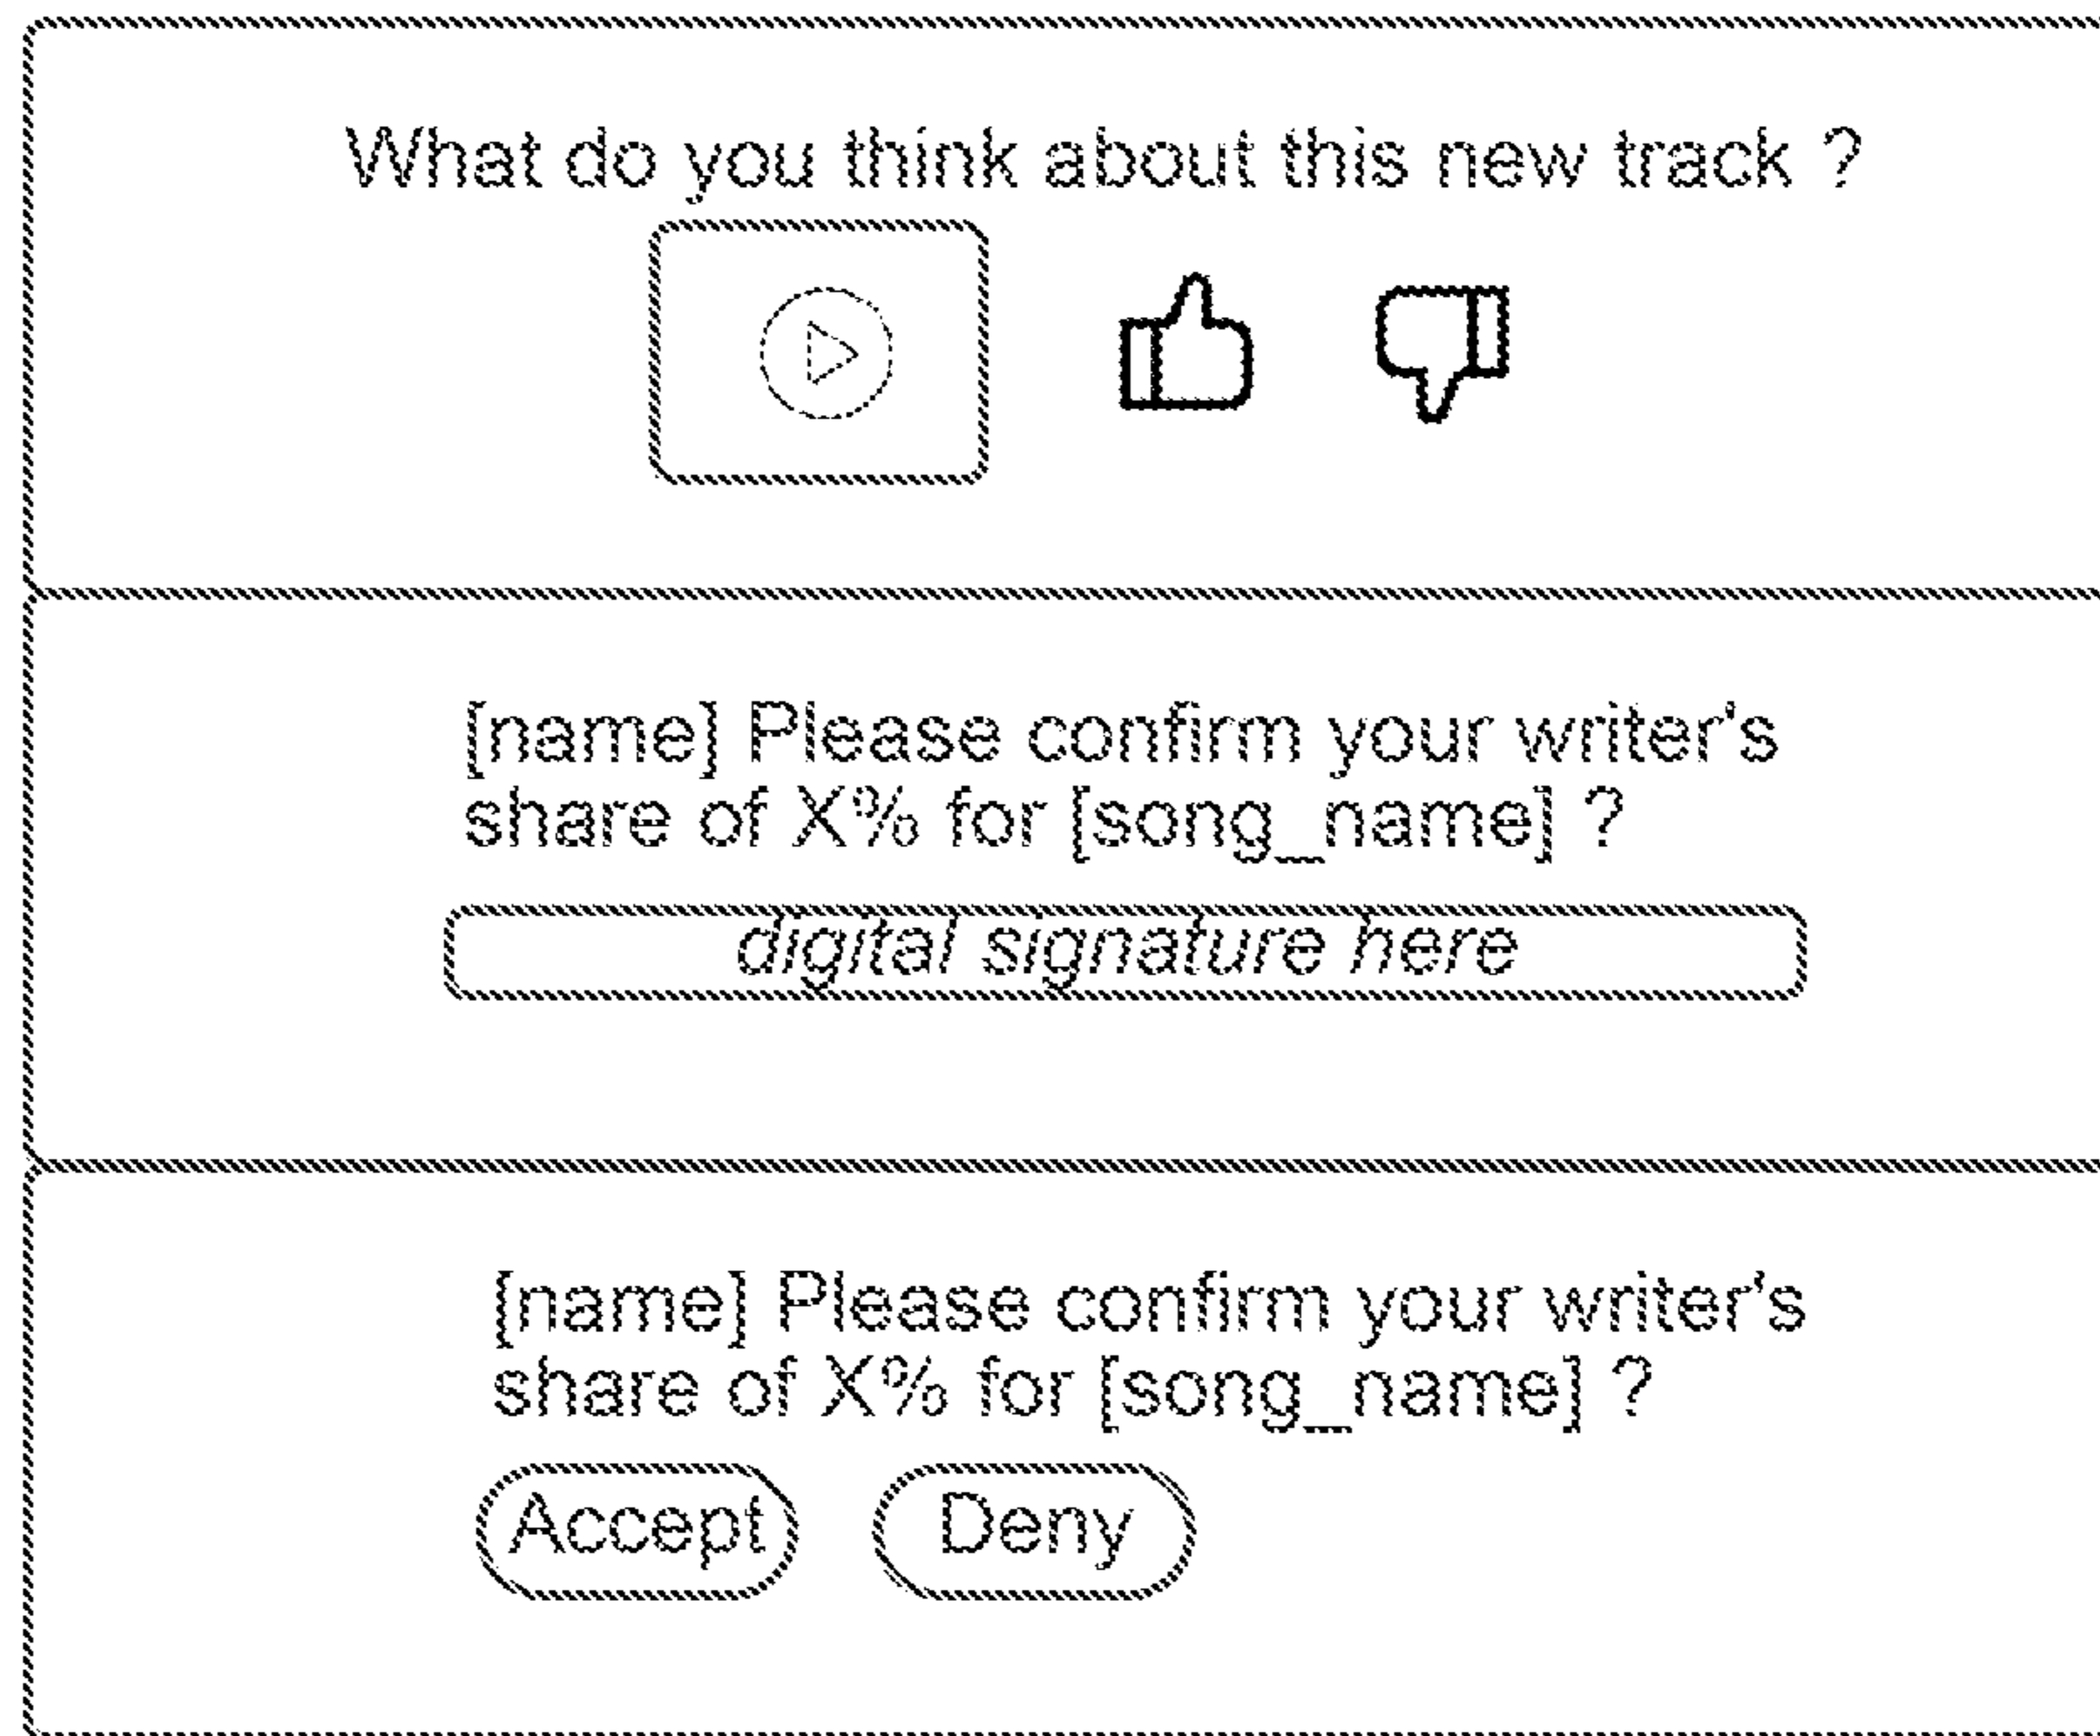 What do you think about this new track ?
[name] Please confirm your writer's
share of X% for [song_name] ?
digital signature here
[name] Please confirm your writer's
share of X% for [song_name] ?
Accept Deny